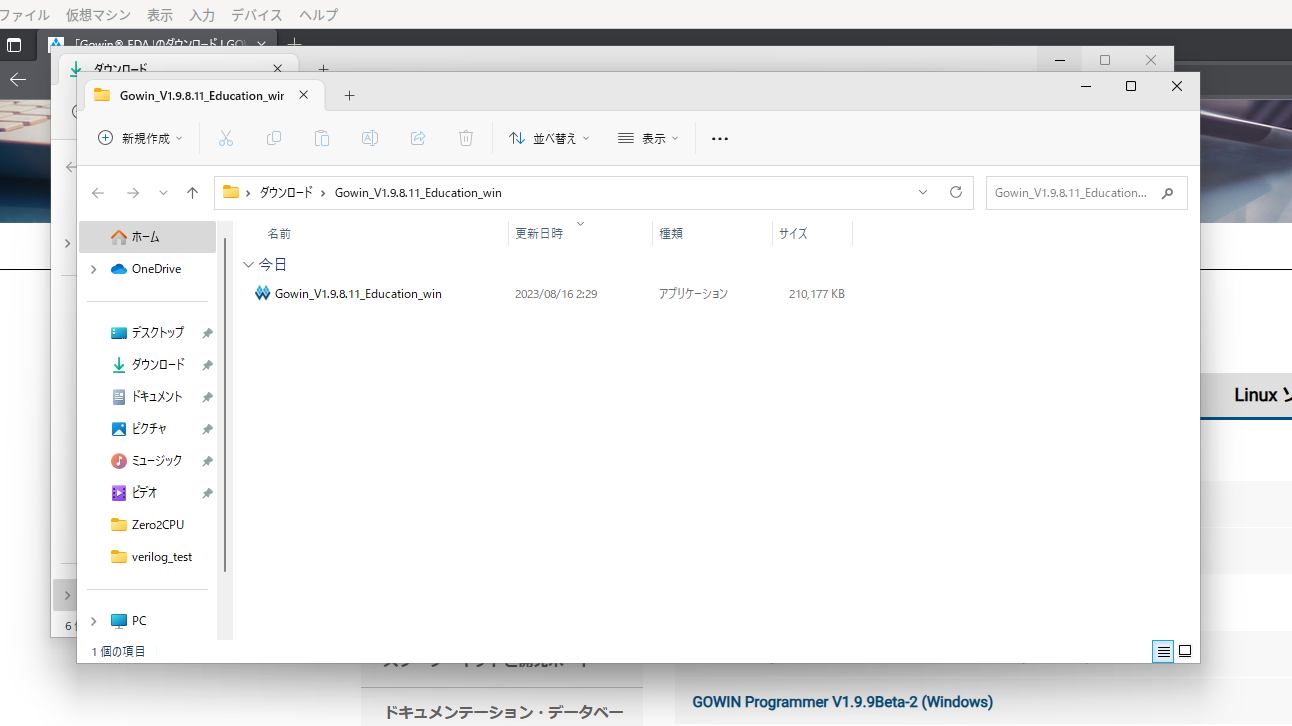 ファイル 仮想マシン 表示 入力 デバイス ヘルプ
「Gowin® EDA」のダウンロード | GOW
ダウンロード
Gowin_V1.9.8.11_Education_wir
新規作成 並べ替え 表示
ダウンロード Gowin_V1.9.8.11_Education_win Gowin_V1.9.8.11_Education...
ホーム 名前 更新日時 種類 サイズ
OneDrive 今日
Gowin_V1.9.8.11_Education_win 2023/08/16 2:29 アプリケーション 210,177 KB
デスクトップ
ダウンロード
ドキュメント
ピクチャ
ミュージック
ビデオ
Zero2CPU
verilog_test
PC
1 個の項目
6
Linux ソ
GOWIN Programmer V1.9.9Beta-2 (Windows)
ドキュメンテーション・データベー